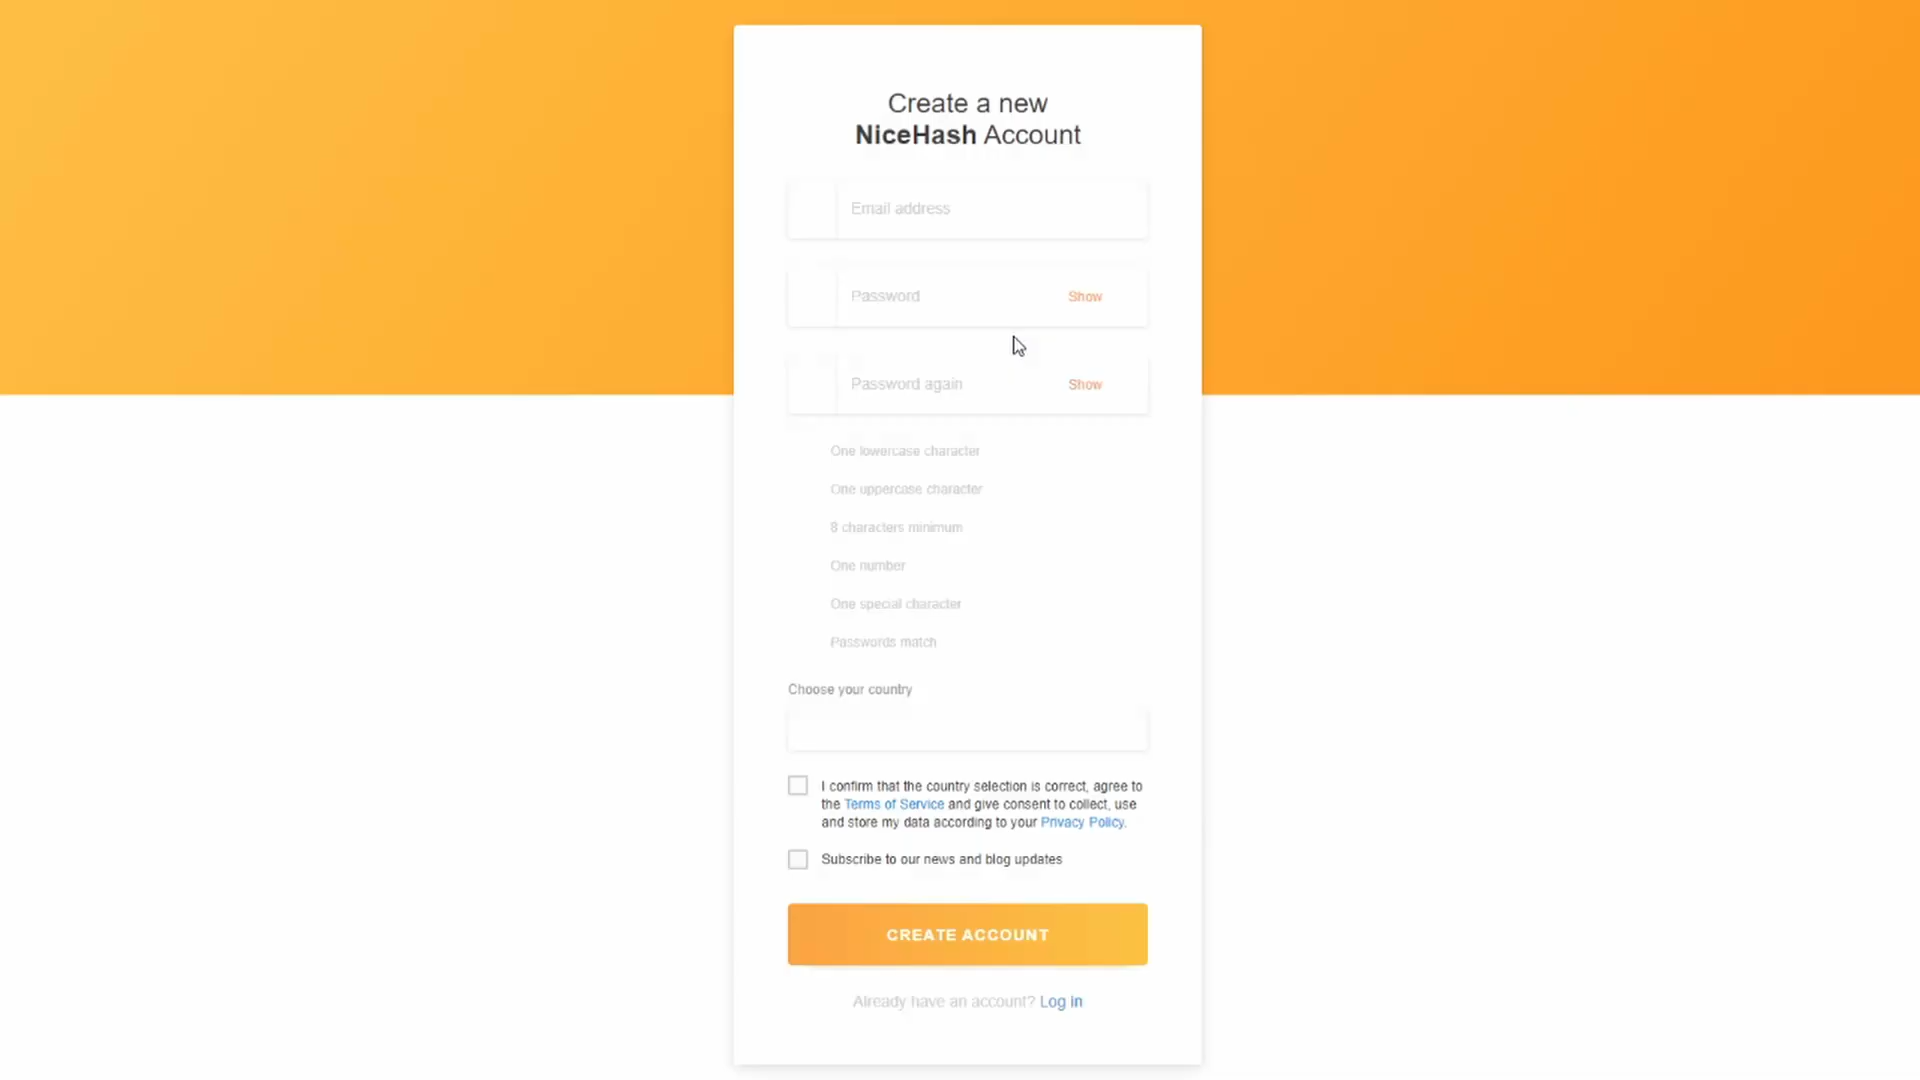 Create a new
NiceHash Account
Email address
Password Show
Password again Show
One lowercase character
One uppercase character
8 characters minimum
One number
One special character
Passwords match
Choose your country
I confirm that the country selection is correct, agree to
the Terms of Service and give consent to collect, use
and store my data according to your Privacy Policy.
Subscribe to our news and blog updates
CREATE ACCOUNT
Already have an account? Log in